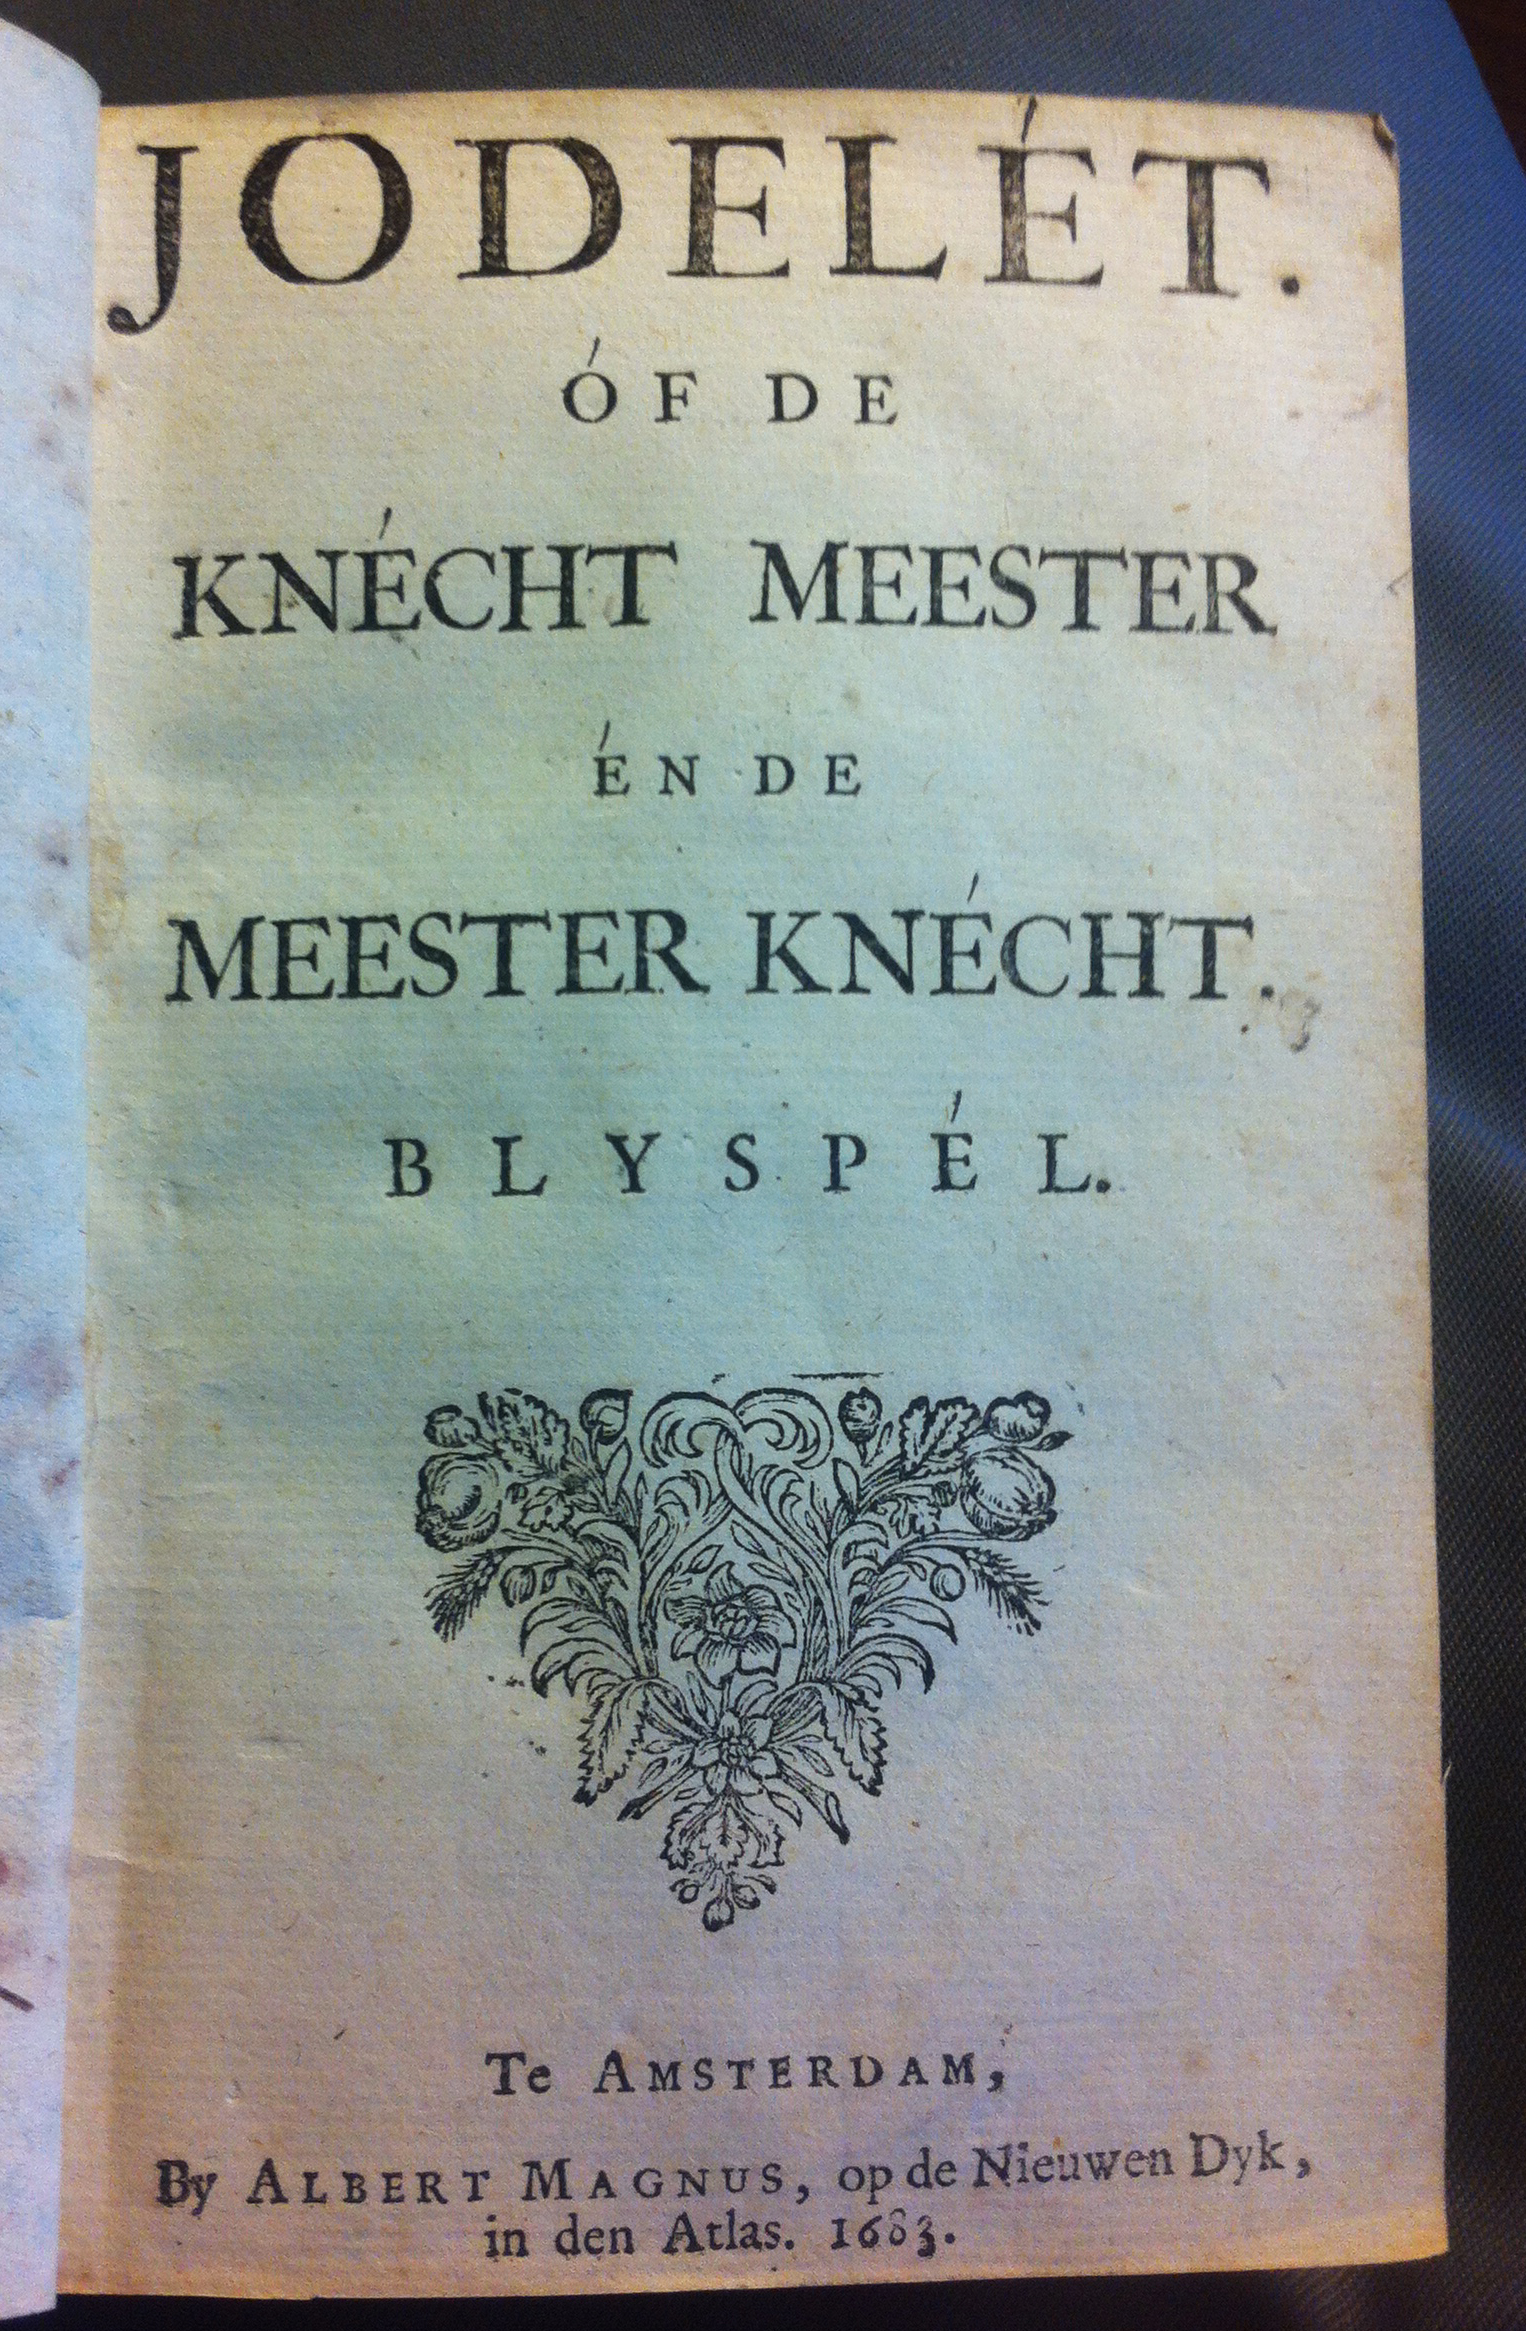 JODELÉT.
ÓF DE
KNÉCHT MEESTER
ÉN DE
MEESTER KNÉCHT.
BLYSPÉL.
Te AMSTERDAM,
By ALBERT MAGNUS, op de Nieuwen Dyk,
in den Atlas. 1683.